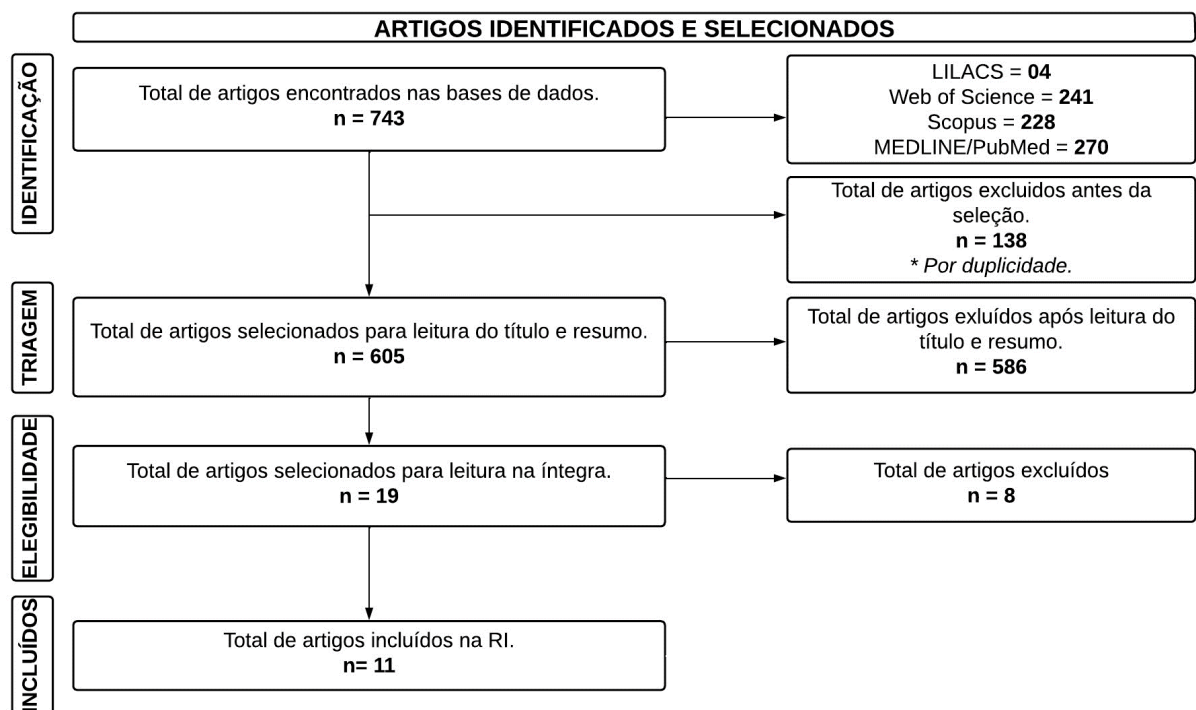 ARTIGOS IDENTIFICADOS E SELECIONADOS
IDENTIFICAÇÃO
Total de artigos encontrados nas bases de dados.
n = 743
LILACS = 04
Web of Science = 241
Scopus = 228
MEDLINE/PubMed = 270
Total de artigos excluidos antes da
seleção.
n = 138
* Por duplicidade.
TRIAGEM
Total de artigos selecionados para leitura do título e resumo.
n = 605
Total de artigos exluídos após leitura do
título e resumo.
n = 586
ELEGIBILIDADE
Total de artigos selecionados para leitura na íntegra.
n = 19
Total de artigos excluídos
n = 8
INCLUÍDOS
Total de artigos incluídos na RI.
n= 11